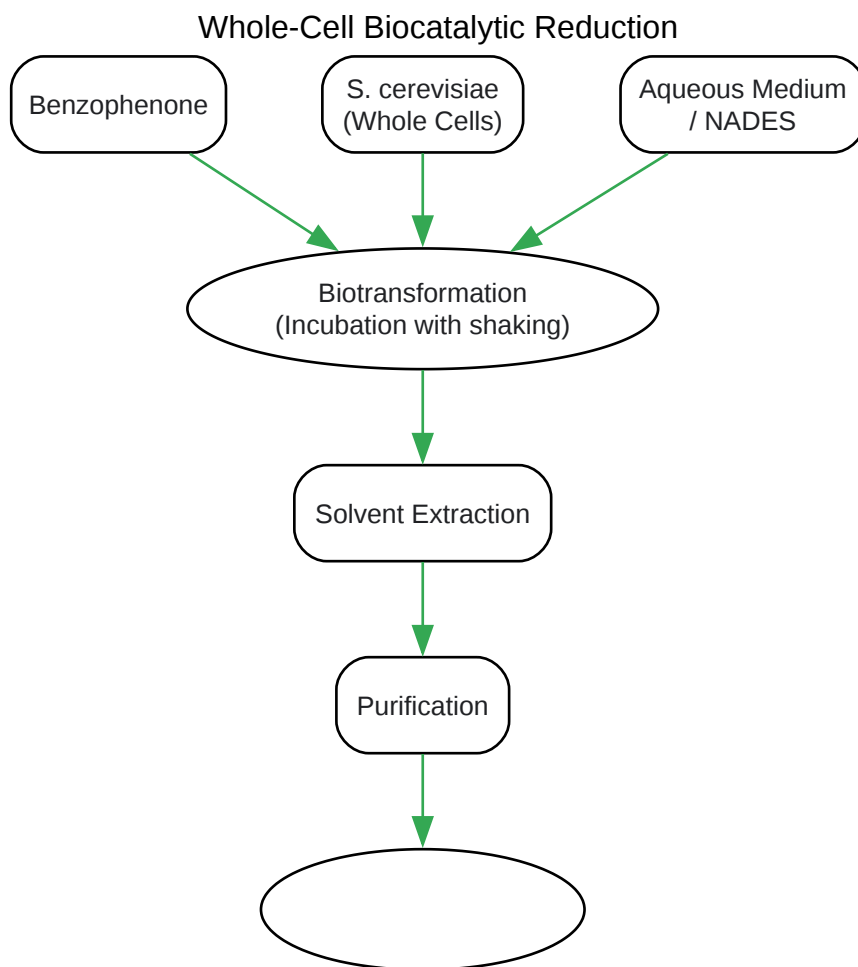 Whole-Cell Biocatalytic Reduction
Benzophenone
S. cerevisiae
(Whole Cells)
Aqueous Medium
/ NADES
Biotransformation
(Incubation with shaking)
Solvent Extraction
Purification